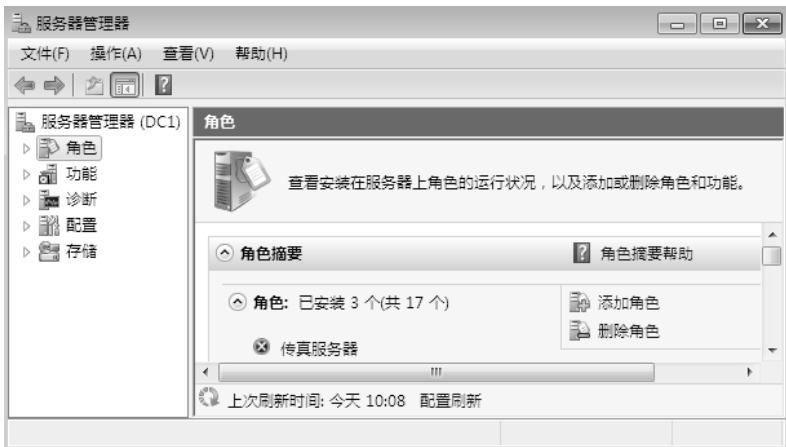 服务器管理器
文件(F) 操作(A) 查看(V) 帮助(H)
服务器管理器 (DC1)
角色
功能
诊断
配置
存储
角色
查看安装在服务器上角色的运行状况，以及添加或删除角色和功能。
角色摘要
角色摘要帮助
角色: 已安装 3 个(共 17 个)
添加角色
删除角色
传真服务器
上次刷新时间: 今天 10:08 配置刷新